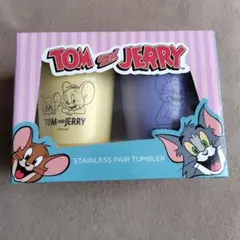 TOM AND JERRY
TOM AND JERRY
STAINLESS PAIR TUMBLER